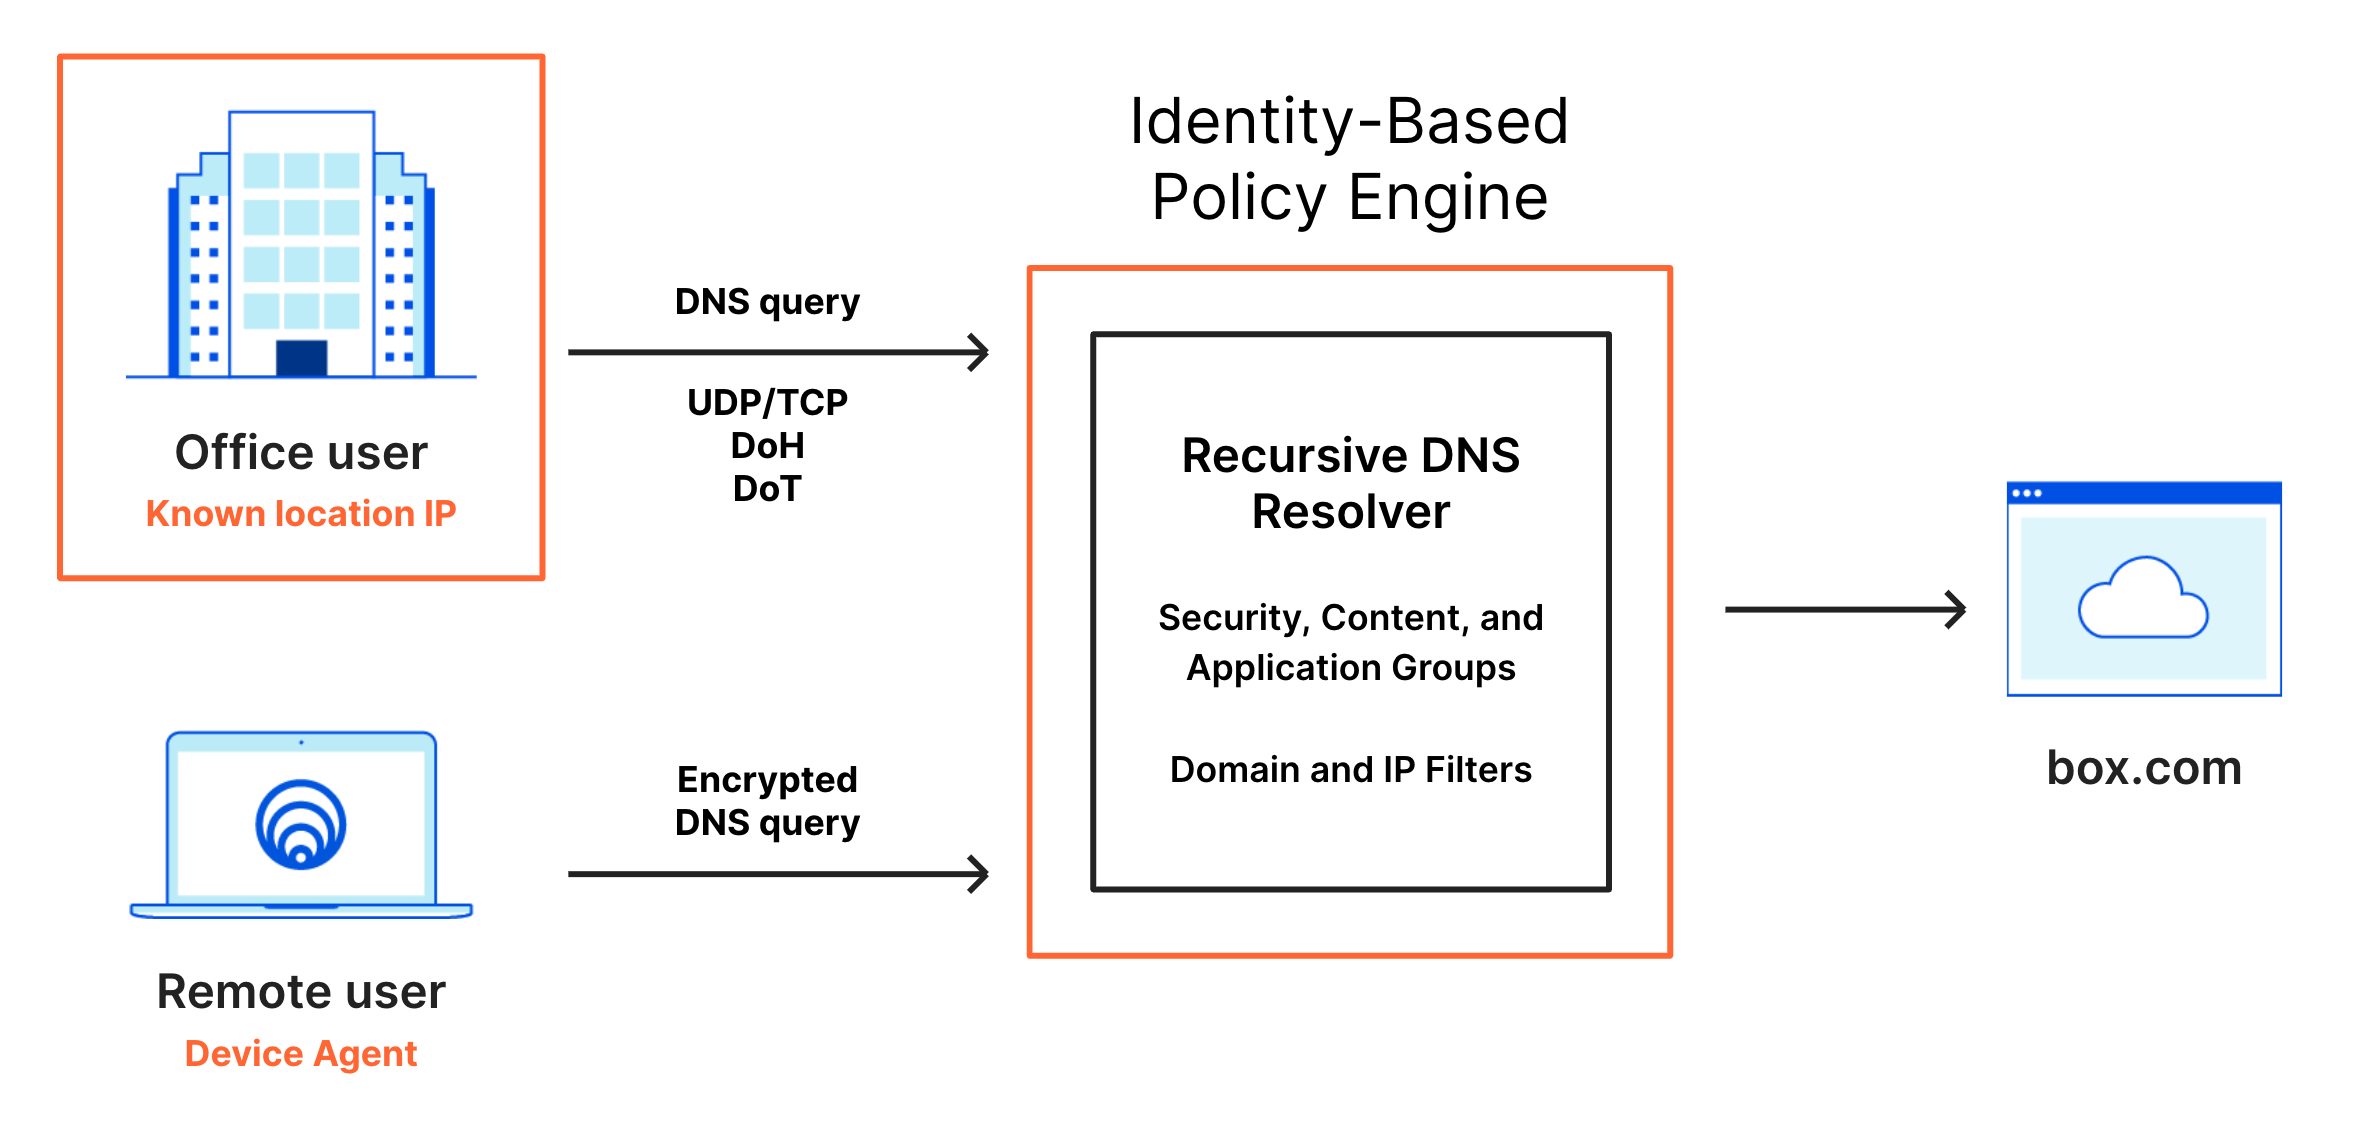 Identity-Based
Policy Engine
Office user
Known location IP
DNS query
UDP/TCP
DoH
DoT
Recursive DNS
Resolver
Security, Content, and
Application Groups
Domain and IP Filters
box.com
Encrypted
DNS query
Remote user
Device Agent